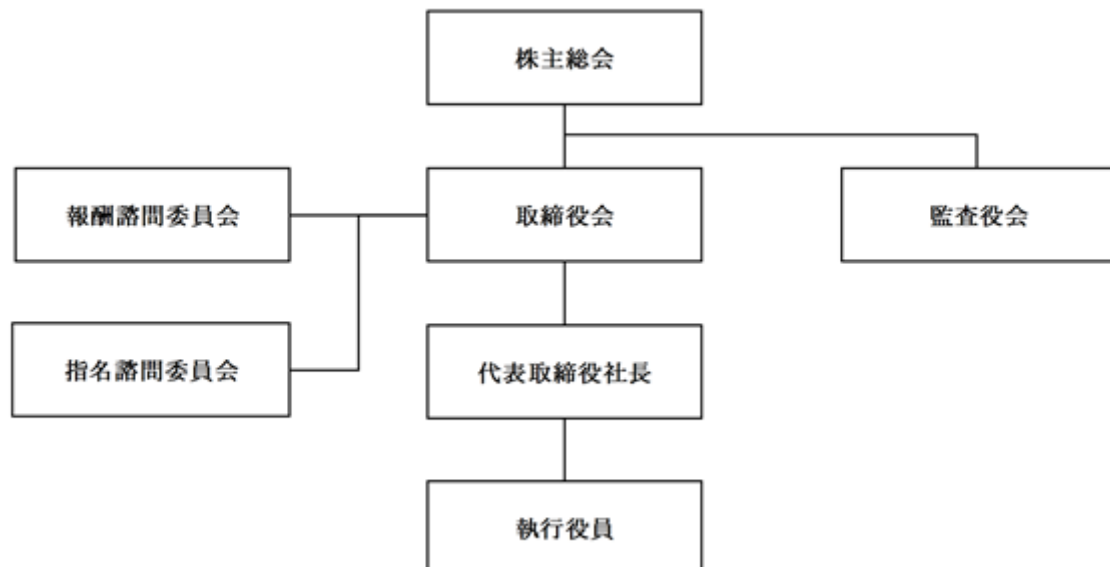 株主総会
報酬諮問委員会
取締役会
監査役会
指名諮問委員会
代表取締役社長
執行役員